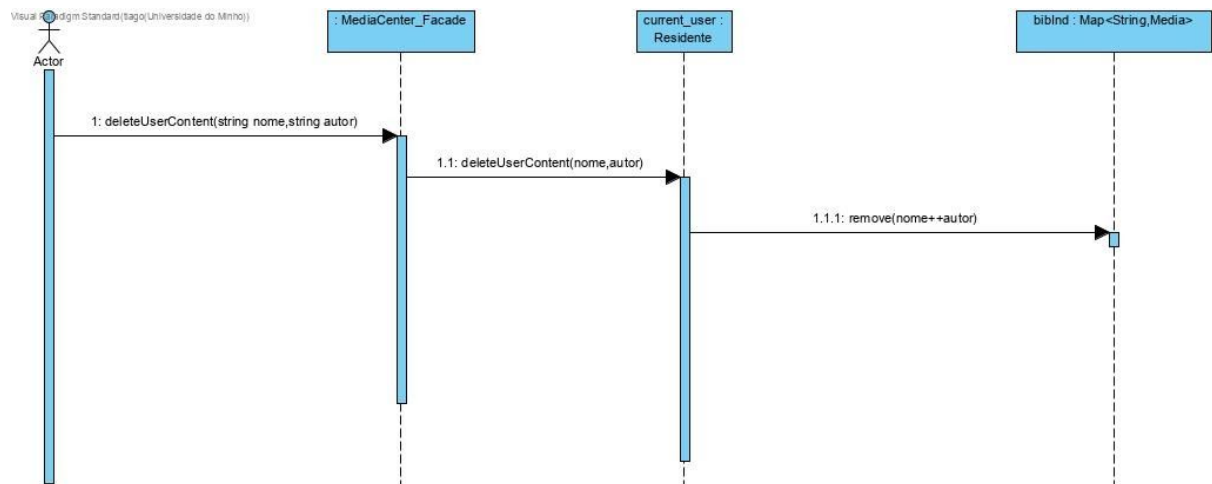 Visual Paradigm Standard(tiago(Universidade do Minho))
: MediaCenter_Facade
current_user :
Residente
bibInd : Map<String,Media>
Actor
1: deleteUserContent(string nome,string autor)
1.1: deleteUserContent(nome,autor)
1.1.1: remove(nome++autor)